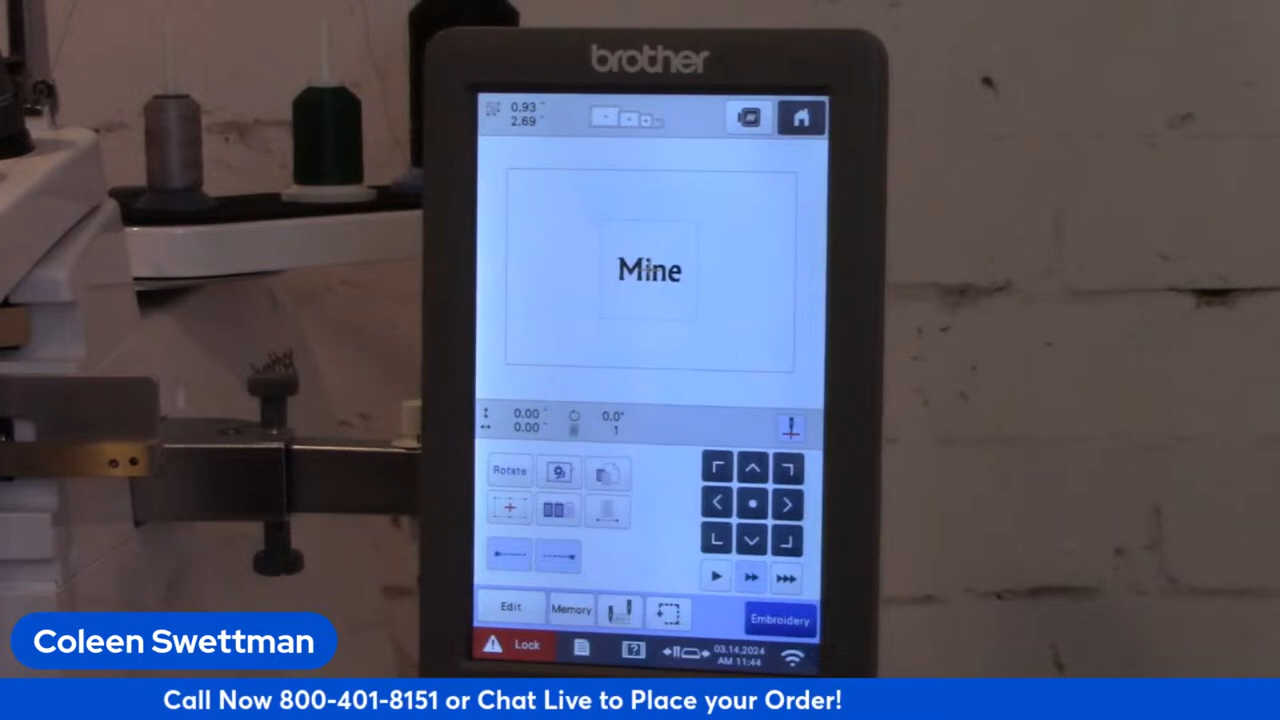 brother
0.93 "
2.69 "
Mine
0.00 "
0.0°
0.00 "
1
Rotate
Edit
Memory
Embroidery
Lock
03.14.2024
AM 11:44
Coleen Swettman
Call Now 800-401-8151 or Chat Live to Place your Order!